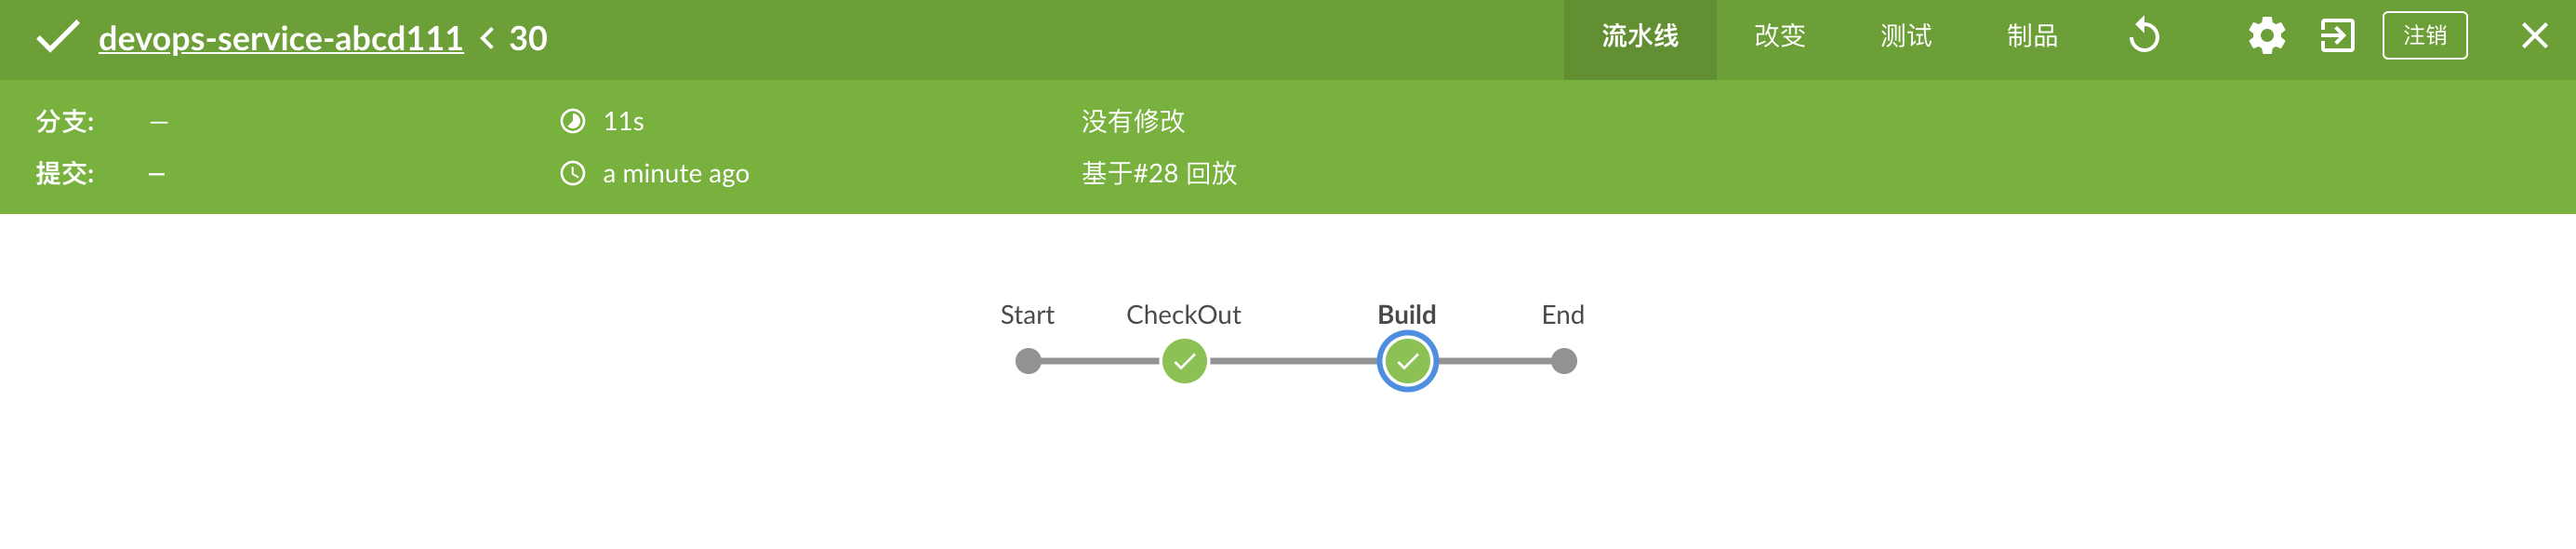 devops-service-abcd111 < 30
流水线 改变 测试 制品 注销
分支: — 11s 没有修改
提交: — a minute ago 基于#28 回放
Start CheckOut Build End